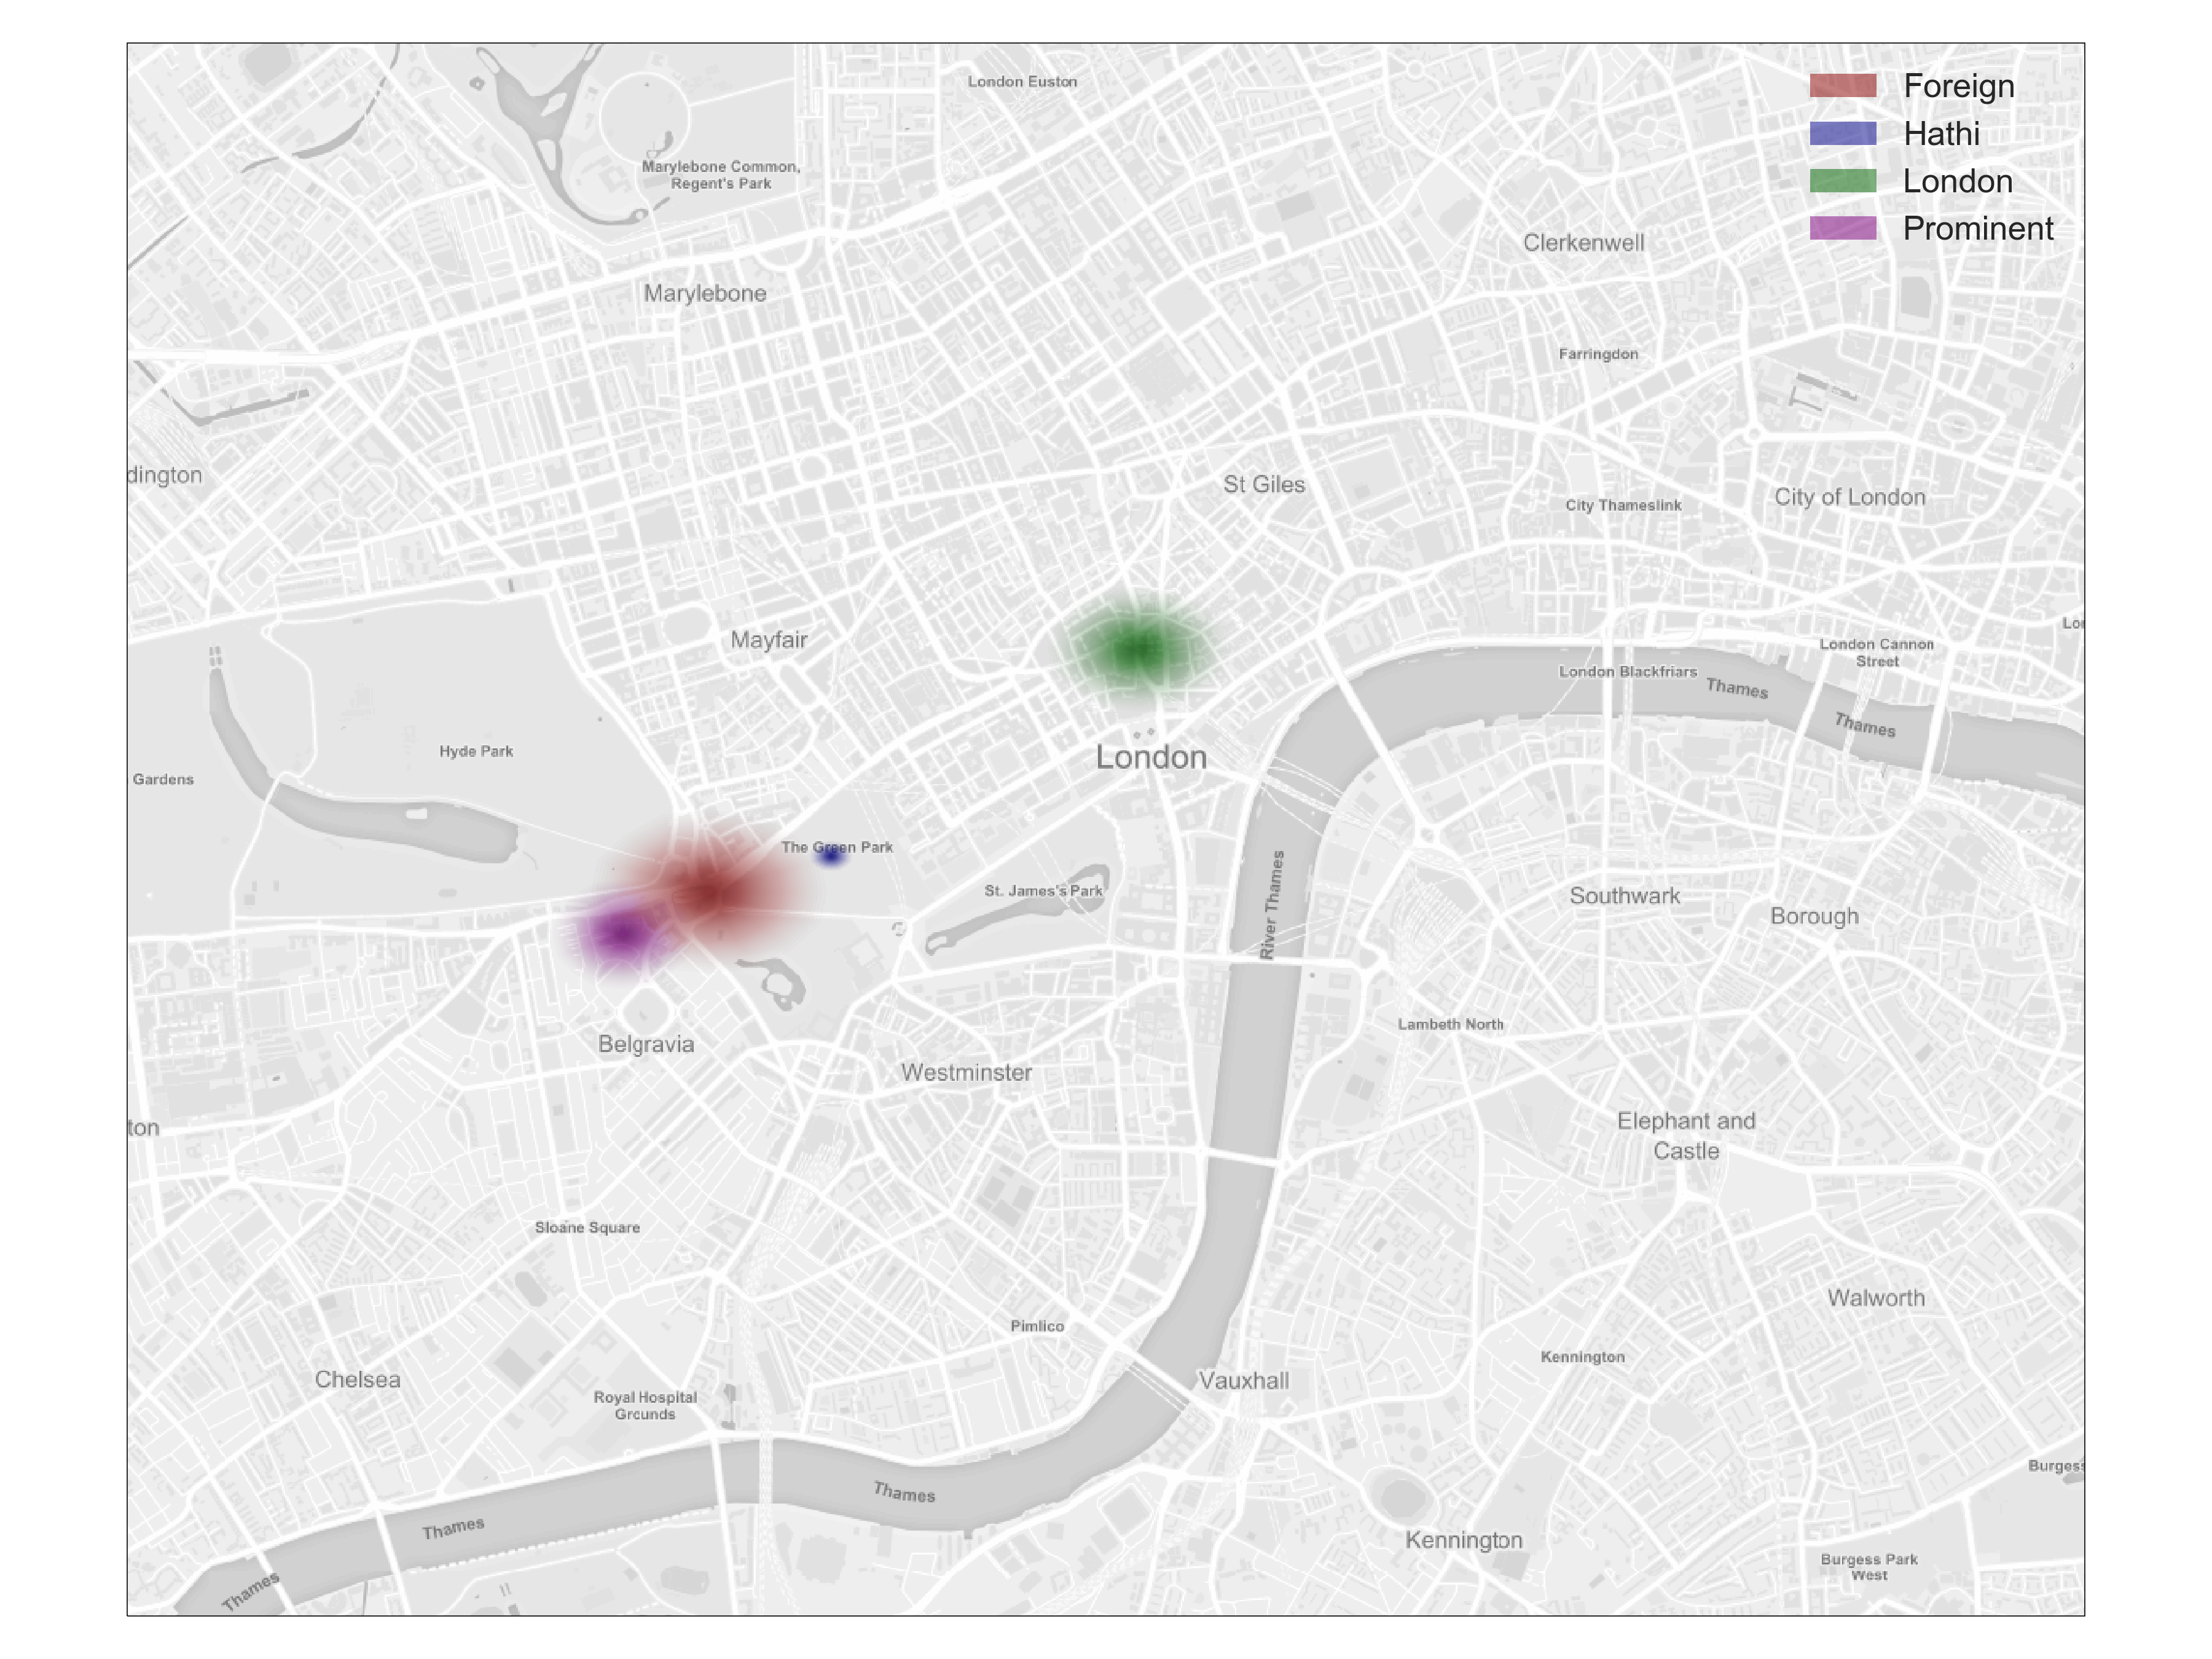 London Euston
Foreign
Hathi
London
Prominent
Marylebone Common,
Regent's Park
Clerkenwell
Marylebone
Farringdon
dington
St Giles
City of London
City Thameslink
Mayfair
Lon
London Cannon
Street
London Blackfriars
Thames
Thames
Hyde Park
London
Gardens
The Green Park
St. James's Park
River Thames
Southwark
Borough
Belgravia
Westminster
Lambeth North
ton
Elephant and
Castle
Sloane Square
Walworth
Pimlico
Kennington
Chelsea
Vauxhall
Royal Hospital
Grounds
Burgess
Thames
Thames
Kennington
Burgess Park
West
Thames